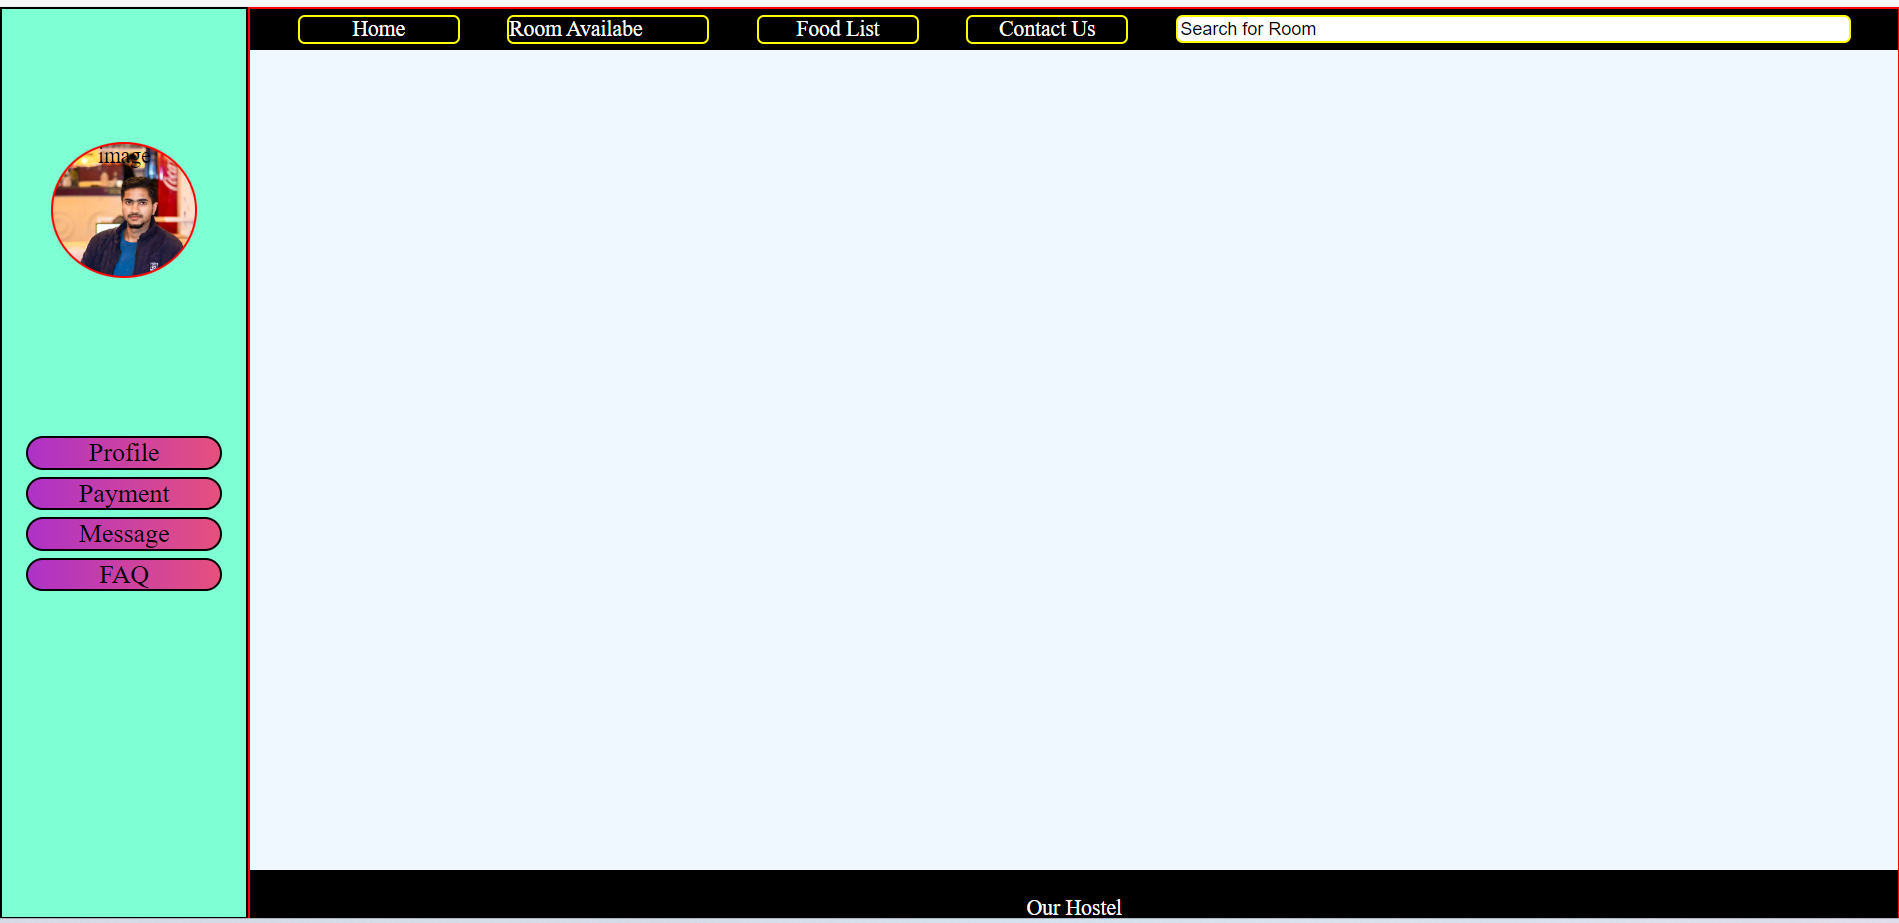 Home
Room Availabe
Food List
Contact Us
Search for Room
image
Profile
Payment
Message
FAQ
Our Hostel